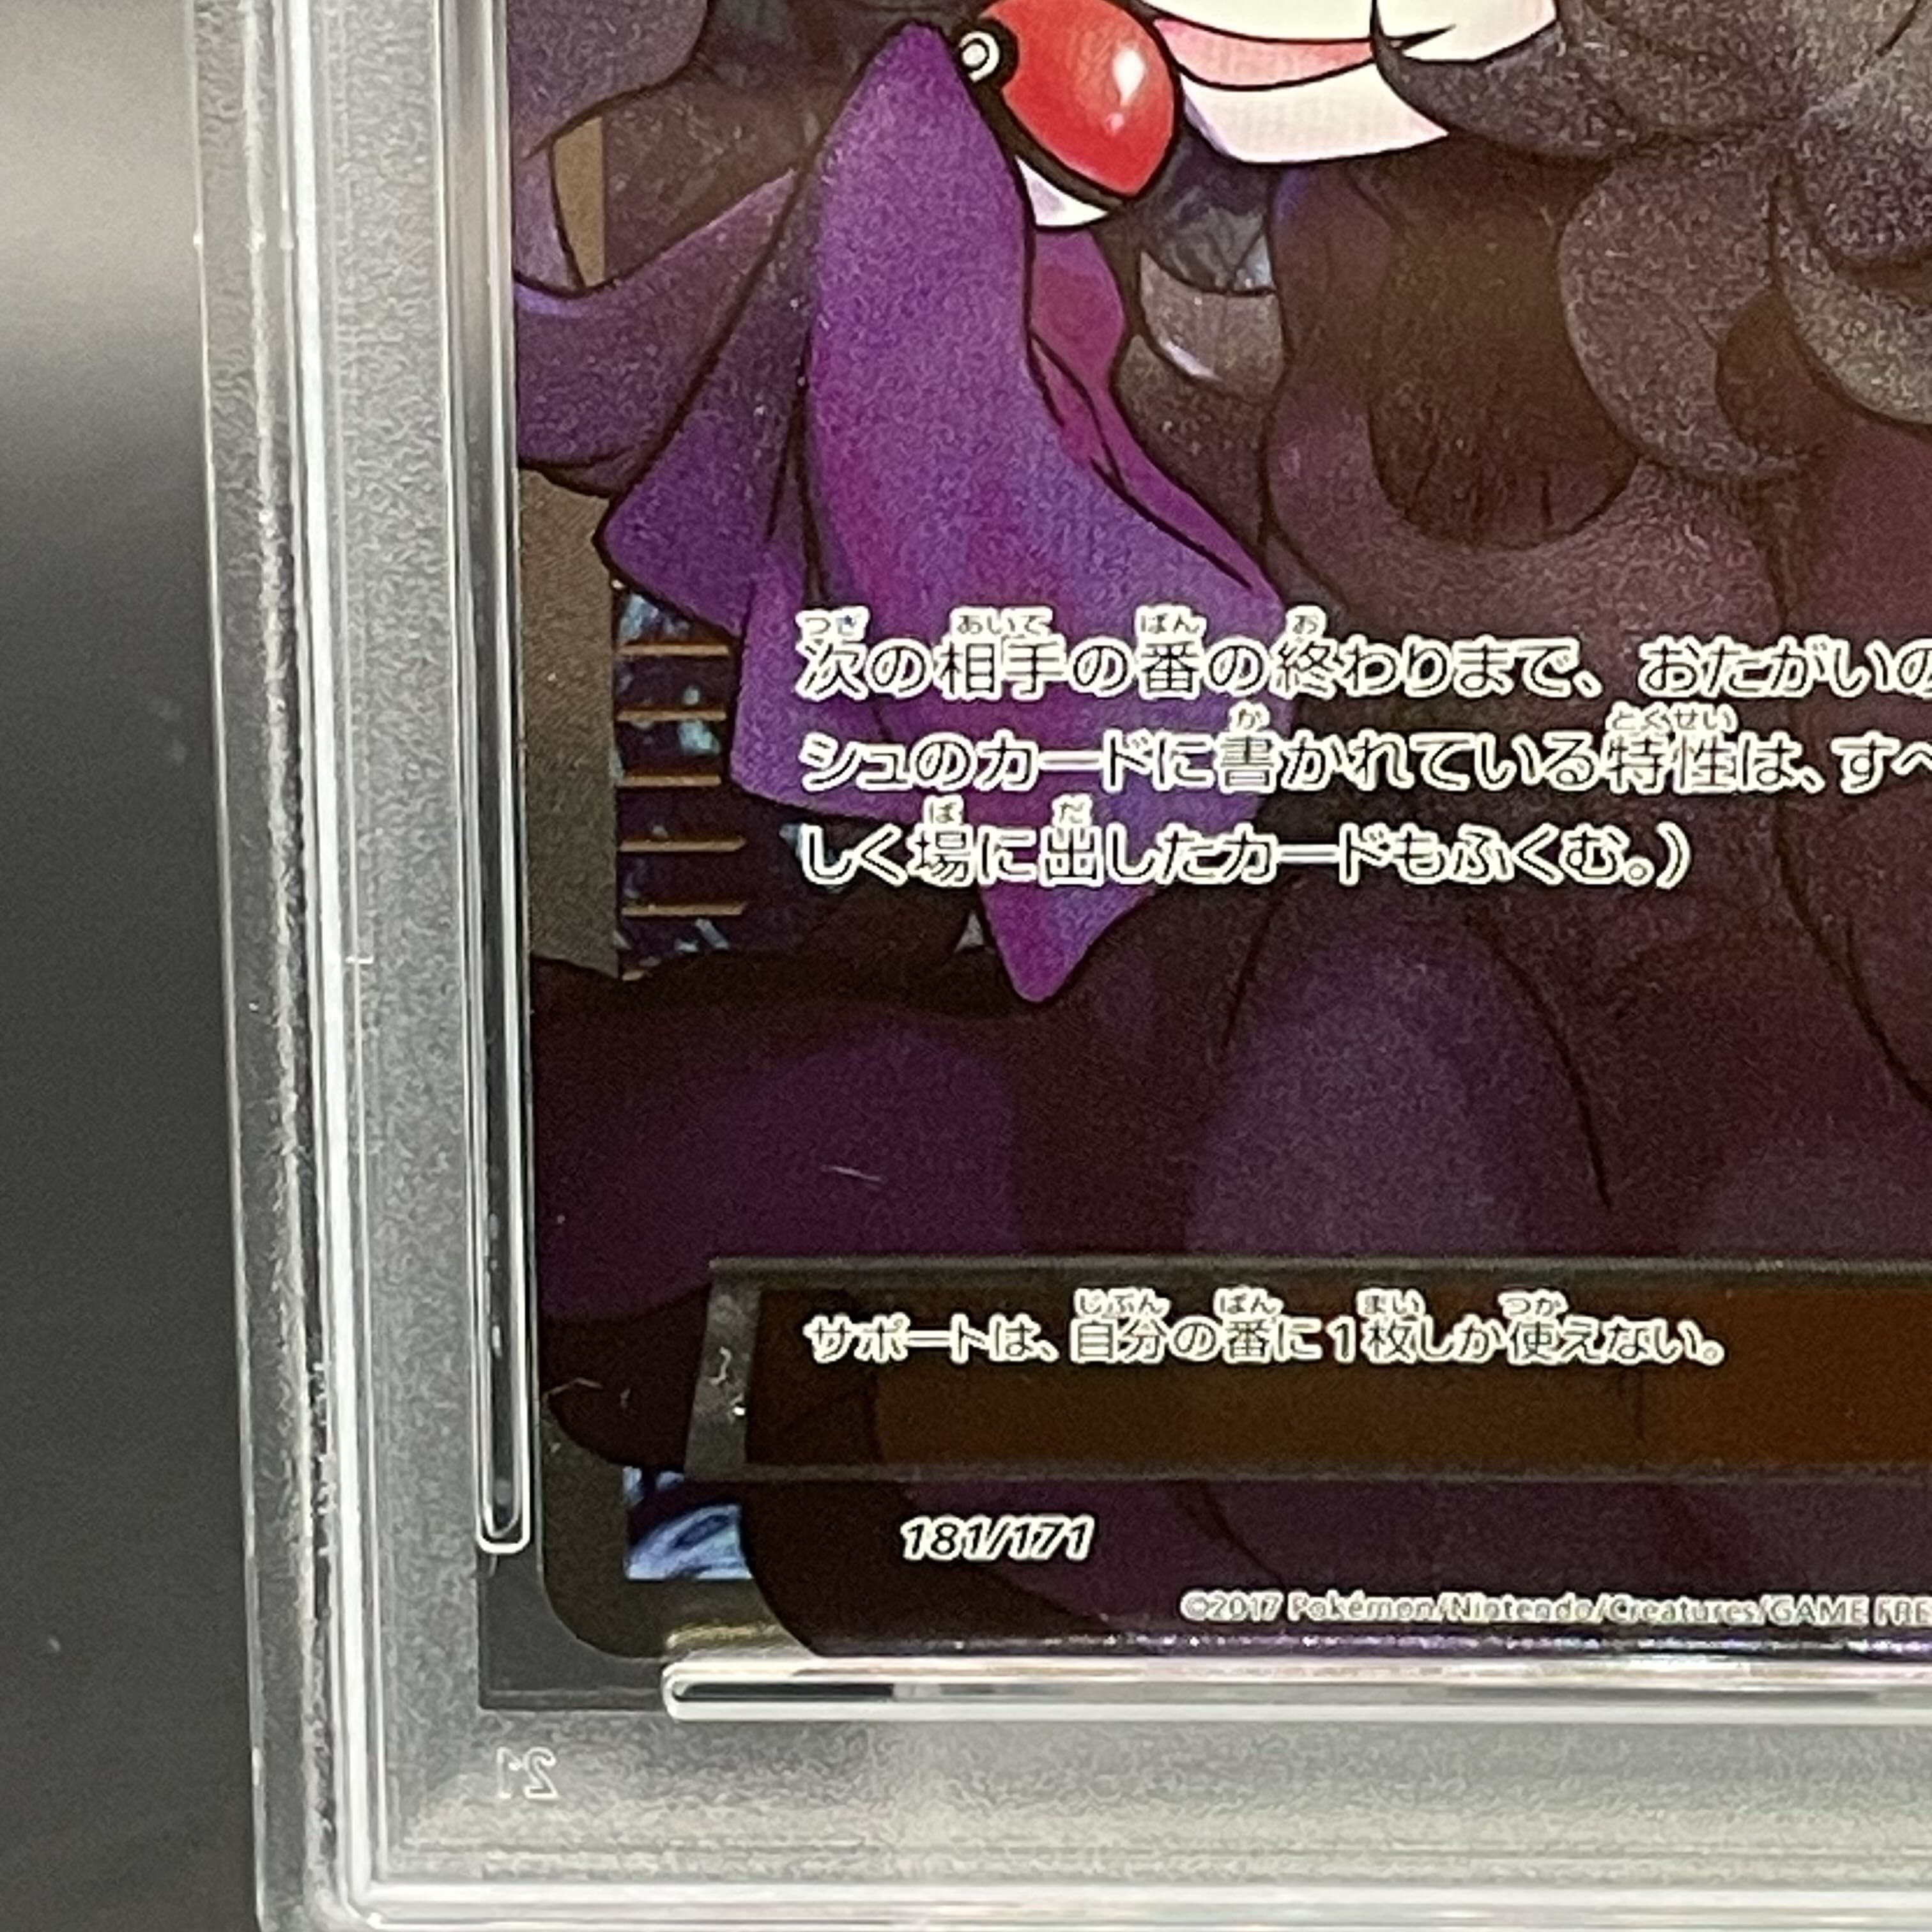 次の相手の番の終わりまで、おたがいの
シュのカードに書かれている特性は、すべ
しく場に出したカードもふくむ。）
サポートは、自分の番に1枚しか使えない。
181/171
©2017 Pokémon/Nintendo/Creatures/GAME FRE
21